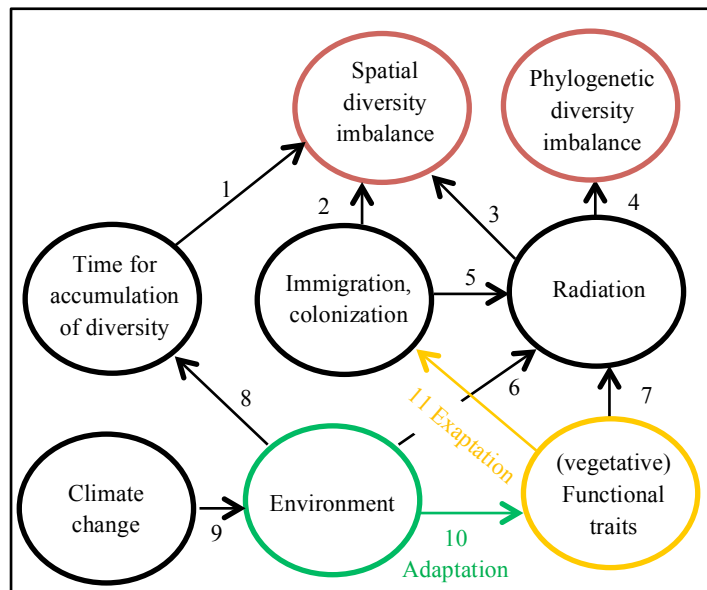 Spatial
diversity
imbalance
Phylogenetic
diversity
imbalance
1
2
3
4
Time for
accumulation
of diversity
Immigration,
colonization
5
Radiation
8
6
7
11 Exaptation
Climate
change
9
Environment
10
Adaptation
(vegetative)
Functional
traits